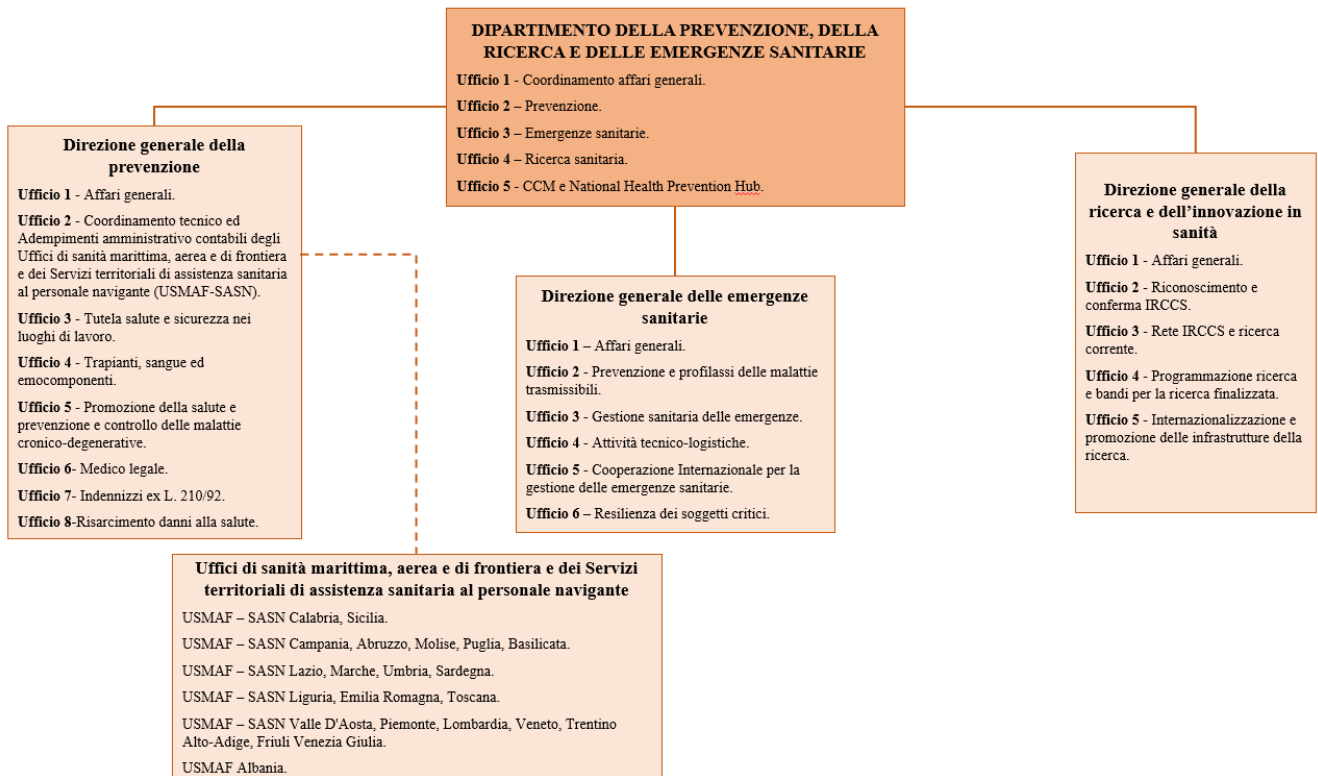 DIPARTIMENTO DELLA PREVENZIONE, DELLA
RICERCA E DELLE EMERGENZE SANITARIE
Ufficio 1 - Coordinamento affari generali.
Ufficio 2 – Prevenzione.
Ufficio 3 – Emergenze sanitarie.
Ufficio 4 – Ricerca sanitaria.
Ufficio 5 - CCM e National Health Prevention Hub.
Direzione generale della
prevenzione
Ufficio 1 - Affari generali.
Ufficio 2 - Coordinamento tecnico ed
Adempimenti amministrativo contabili degli
Uffici di sanità marittima, aerea e di frontiera
e dei Servizi territoriali di assistenza sanitaria
al personale navigante (USMAF-SASN).
Ufficio 3 - Tutela salute e sicurezza nei
luoghi di lavoro.
Ufficio 4 - Trapianti, sangue ed
emocomponenti.
Ufficio 5 - Promozione della salute e
prevenzione e controllo delle malattie
cronico-degenerative.
Ufficio 6- Medico legale.
Ufficio 7- Indennizzi ex L. 210/92.
Ufficio 8-Risarcimento danni alla salute.
Direzione generale delle emergenze
sanitarie
Ufficio 1 – Affari generali.
Ufficio 2 - Prevenzione e profilassi delle malattie
trasmissibili.
Ufficio 3 - Gestione sanitaria delle emergenze.
Ufficio 4 - Attività tecnico-logistiche.
Ufficio 5 - Cooperazione Internazionale per la
gestione delle emergenze sanitarie.
Ufficio 6 – Resilienza dei soggetti critici.
Direzione generale della
ricerca e dell’innovazione in
sanità
Ufficio 1 - Affari generali.
Ufficio 2 - Riconoscimento e
conferma IRCCS.
Ufficio 3 - Rete IRCCS e ricerca
corrente.
Ufficio 4 - Programmazione ricerca
e bandi per la ricerca finalizzata.
Ufficio 5 - Internazionalizzazione e
promozione delle infrastrutture della
ricerca.
Uffici di sanità marittima, aerea e di frontiera e dei Servizi
territoriali di assistenza sanitaria al personale navigante
USMAF – SASN Calabria, Sicilia.
USMAF – SASN Campania, Abruzzo, Molise, Puglia, Basilicata.
USMAF – SASN Lazio, Marche, Umbria, Sardegna.
USMAF – SASN Liguria, Emilia Romagna, Toscana.
USMAF – SASN Valle D'Aosta, Piemonte, Lombardia, Veneto, Trentino
Alto-Adige, Friuli Venezia Giulia.
USMAF Albania.